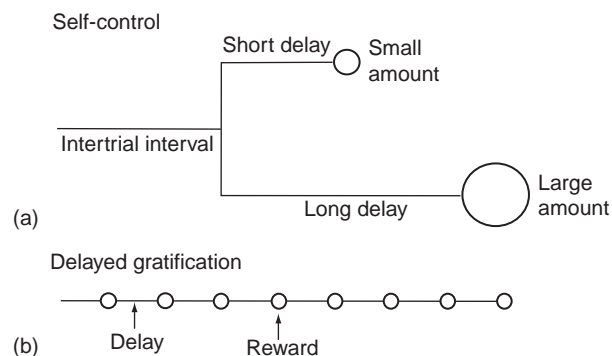 Self-control
Short delay
Small
amount
Intertrial interval
Long delay
Large
amount
(a)
Delayed gratification
Delay
Reward
(b)